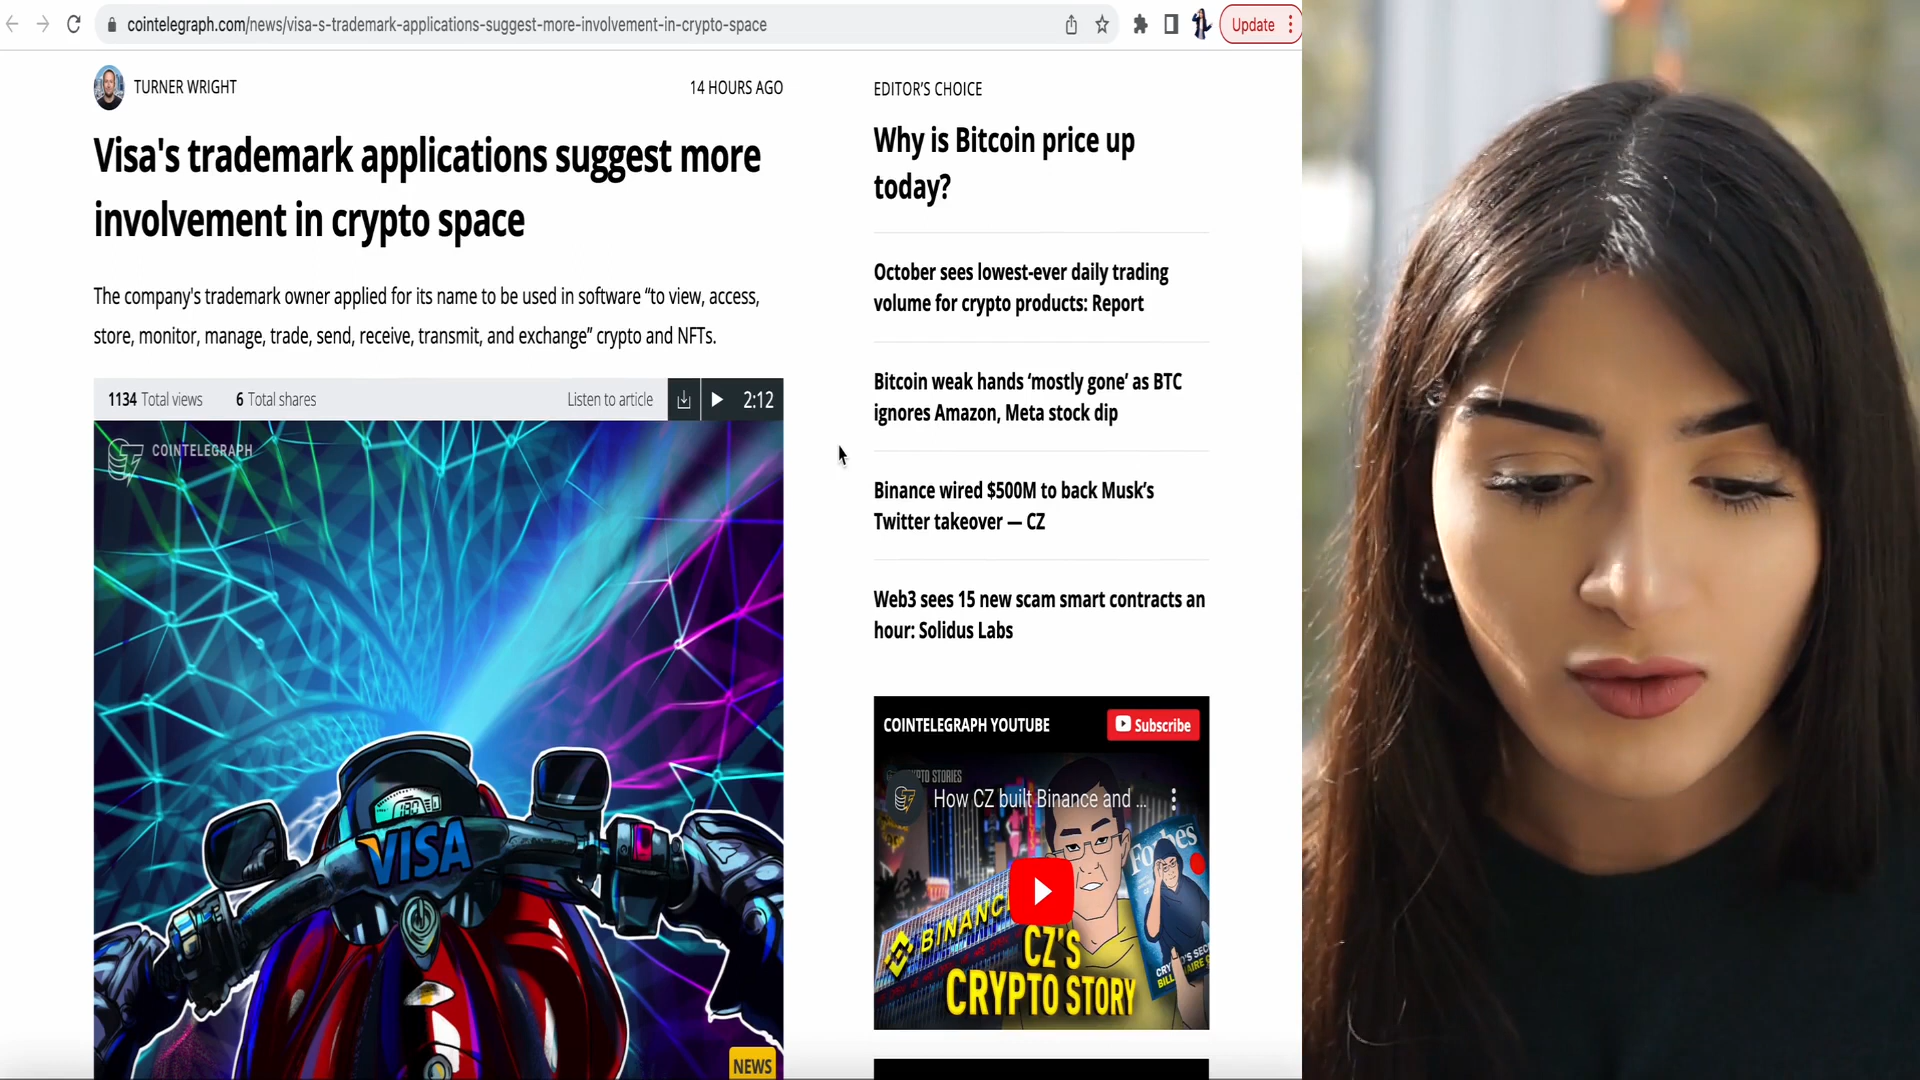 cointelegraph.com/news/visa-s-trademark-applications-suggest-more-involvement-in-crypto-space
Update
TURNER WRIGHT
14 HOURS AGO
Visa's trademark applications suggest more
involvement in crypto space
The company's trademark owner applied for its name to be used in software “to view, access,
store, monitor, manage, trade, send, receive, transmit, and exchange” crypto and NFTs.
1134 Total views
6 Total shares
Listen to article
2:12
COINTELEGRAPH
180
VISA
NEWS
EDITOR’S CHOICE
Why is Bitcoin price up
today?
October sees lowest-ever daily trading
volume for crypto products: Report
Bitcoin weak hands ‘mostly gone’ as BTC
ignores Amazon, Meta stock dip
Binance wired $500M to back Musk’s
Twitter takeover — CZ
Web3 sees 15 new scam smart contracts an
hour: Solidus Labs
COINTELEGRAPH YOUTUBE
Subscribe
STORIES
How CZ built Binance and ...
Forbes
BINANC
CZ'S
CRYPTO STORY